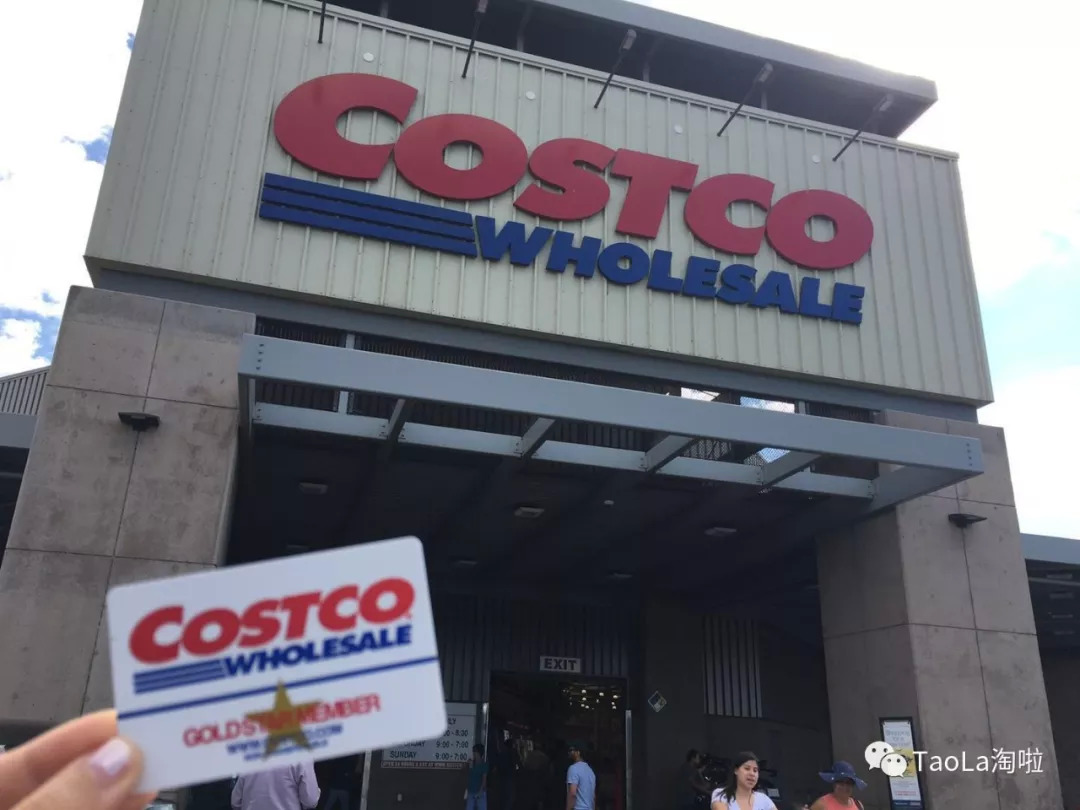 COSTCO
WHOLESALE
EXIT
COSTCO
WHOLESALE
GOLD STAR MEMBER
9:00 - 7:00
SUNDAY
TaoLa淘啦